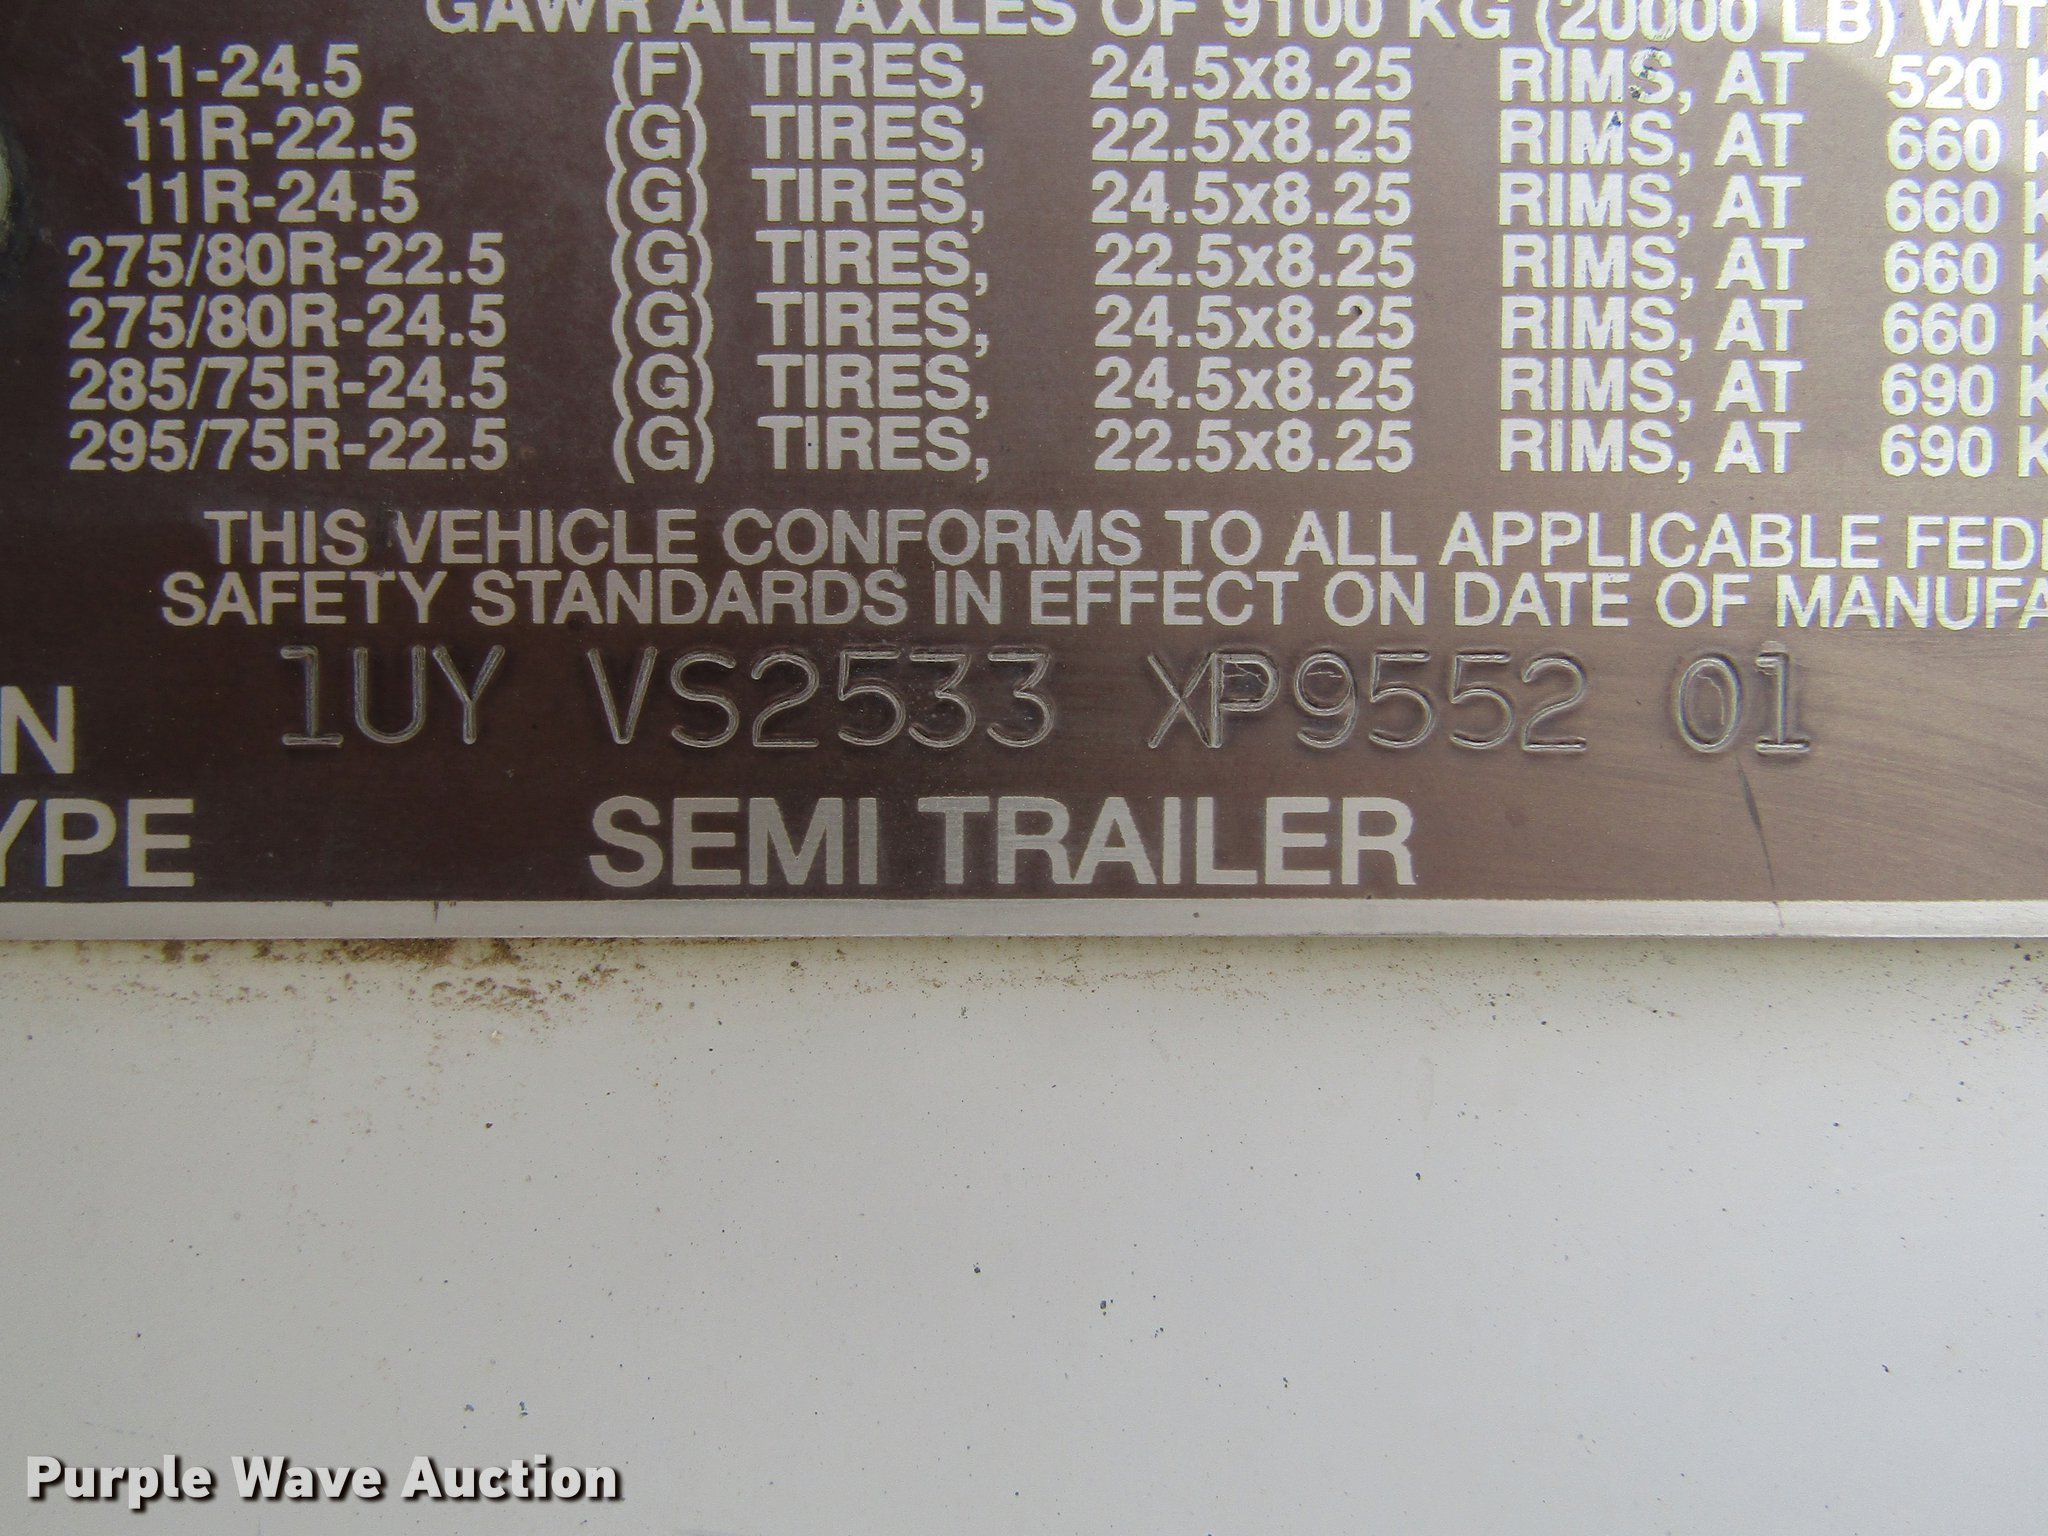 GAWR ALL AXLES OF 9100 KG (20000 LB) WIT
11-24.5 (F) TIRES, 24.5x8.25 RIMS, AT 520 K
11R-22.5 (G) TIRES, 22.5x8.25 RIMS, AT 660 K
11R-24.5 (G) TIRES, 24.5x8.25 RIMS, AT 660 K
275/80R-22.5 (G) TIRES, 22.5x8.25 RIMS, AT 660 K
275/80R-24.5 (G) TIRES, 24.5x8.25 RIMS, AT 660 K
285/75R-24.5 (G) TIRES, 24.5x8.25 RIMS, AT 690 K
295/75R-22.5 (G) TIRES, 22.5x8.25 RIMS, AT 690 K
THIS VEHICLE CONFORMS TO ALL APPLICABLE FEDE
SAFETY STANDARDS IN EFFECT ON DATE OF MANUFA
IN 1UY VS2533 XP9552 01
YPE SEMI TRAILER
Purple Wave Auction